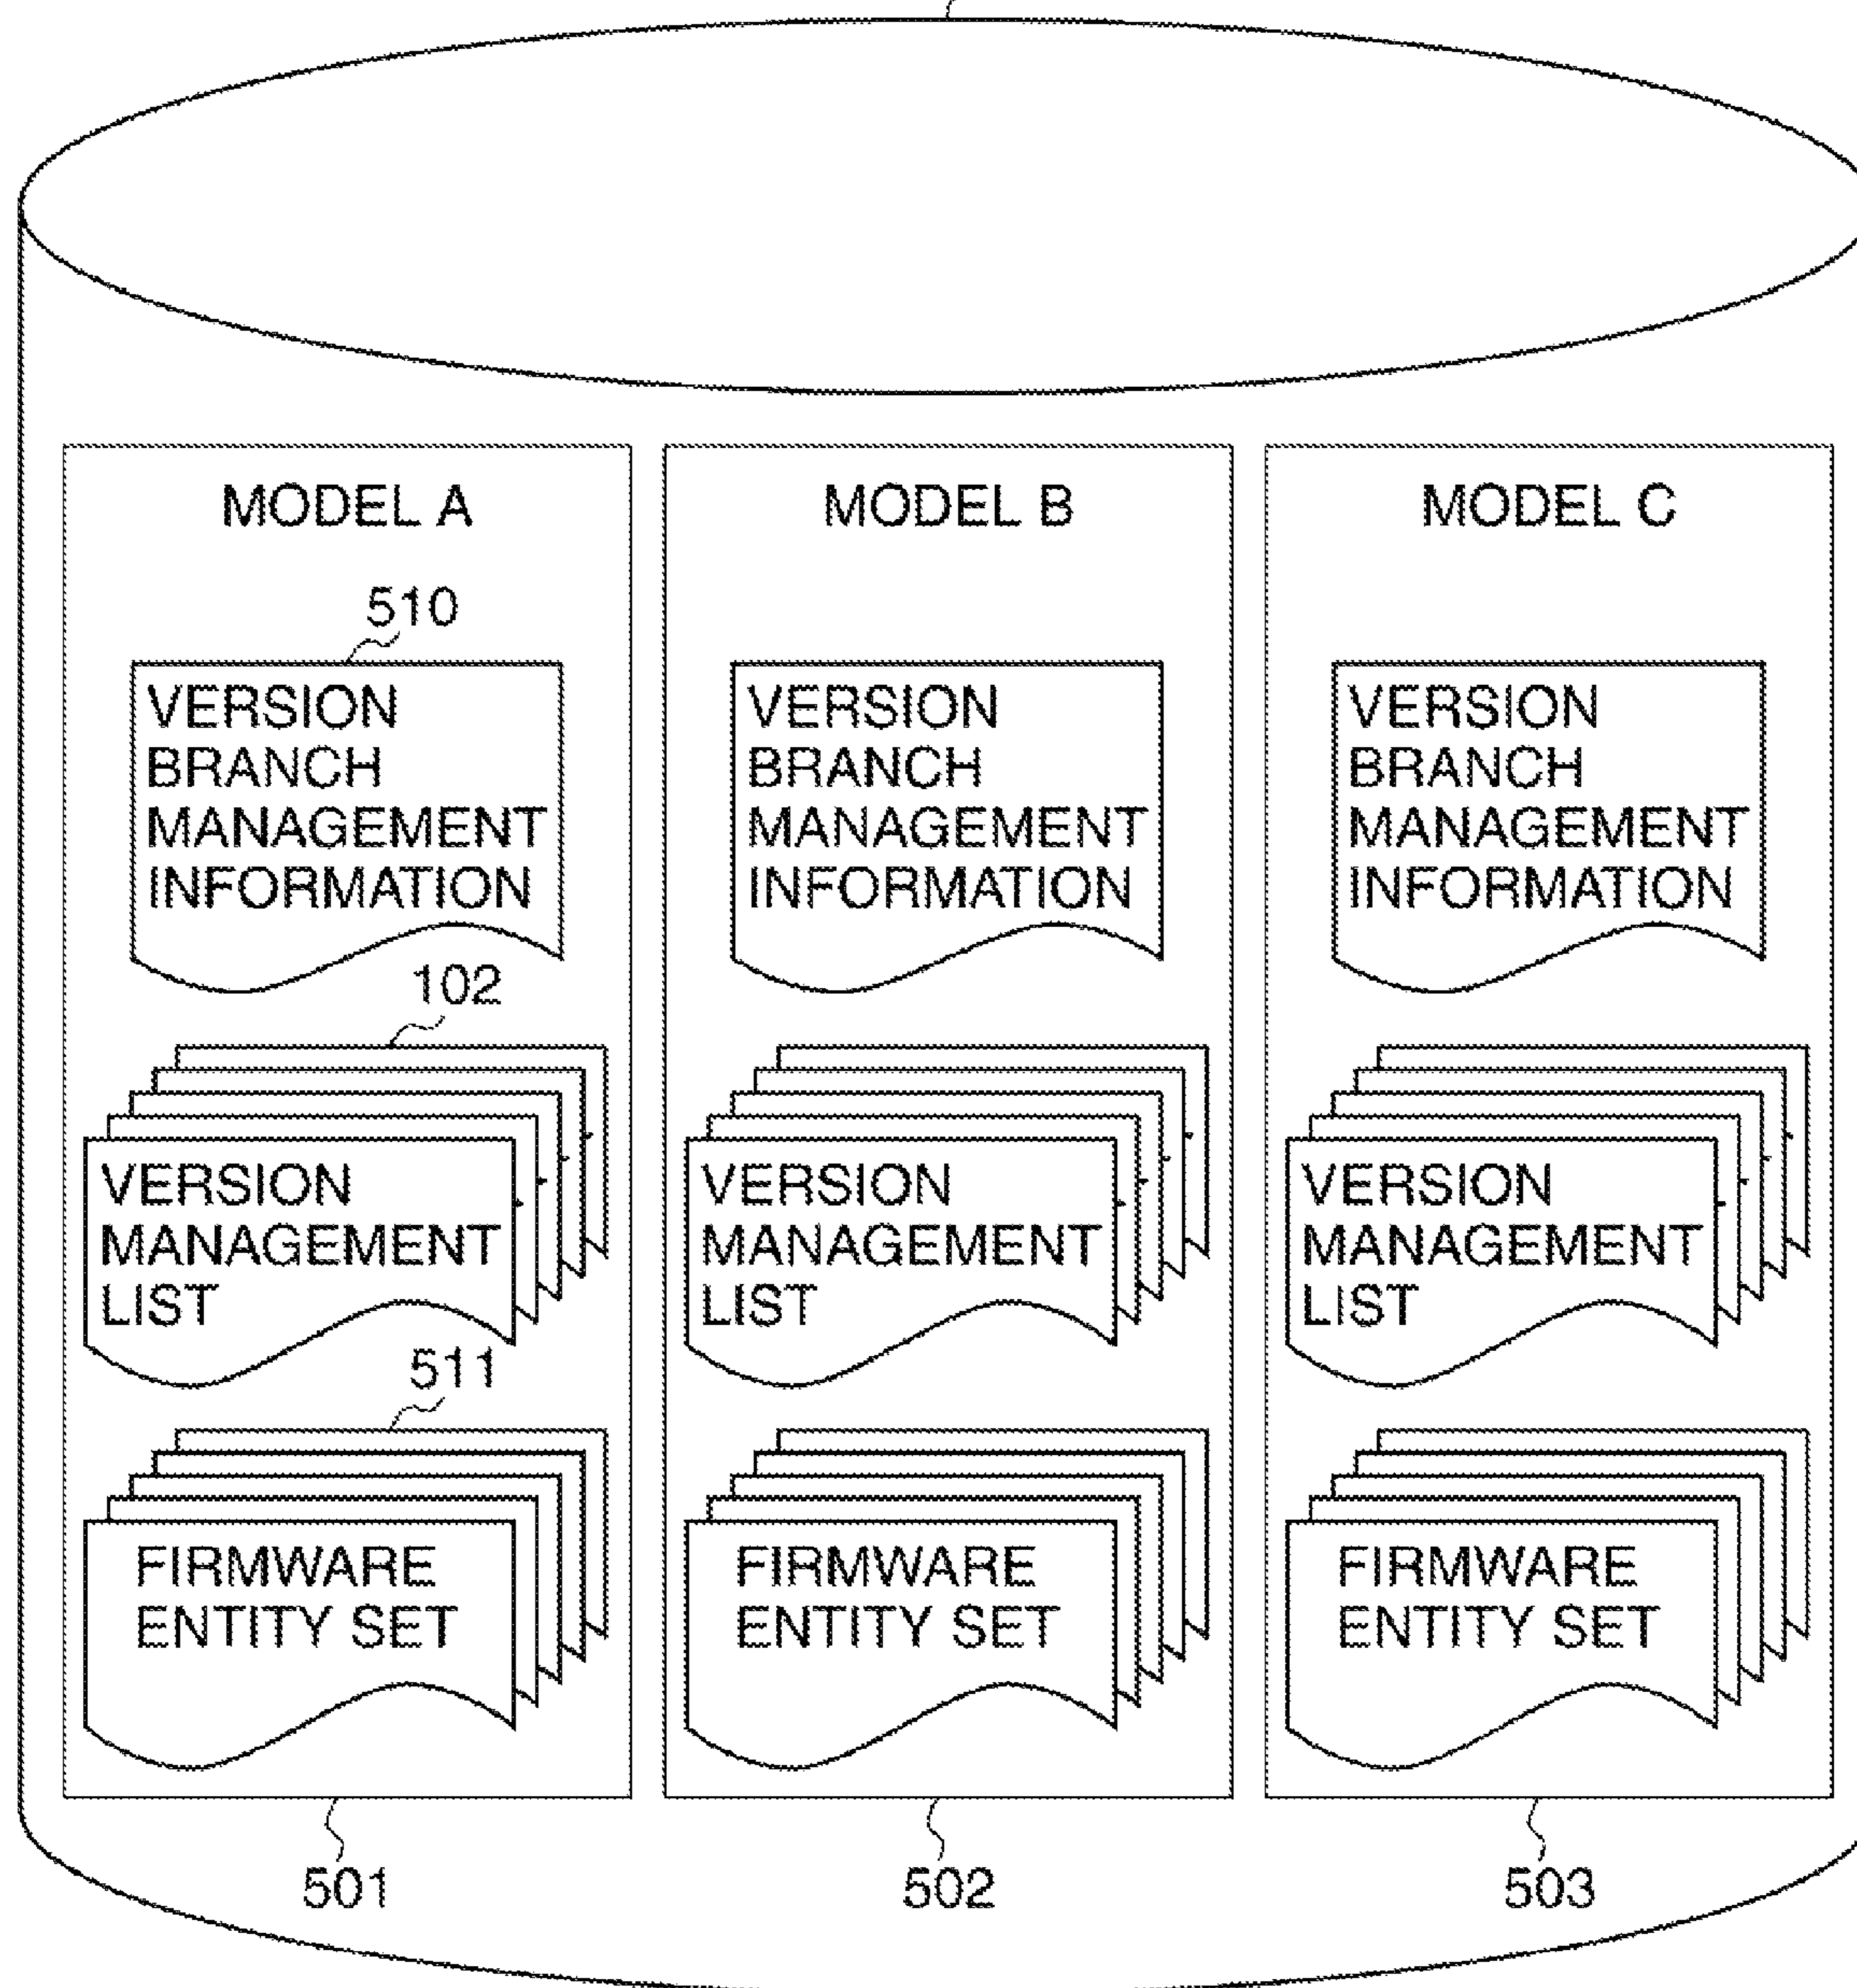 MODEL A
510
VERSION
BRANCH
MANAGEMENT
INFORMATION
102
VERSION
MANAGEMENT
LIST
511
FIRMWARE
ENTITY SET
501
MODEL B
VERSION
BRANCH
MANAGEMENT
INFORMATION
VERSION
MANAGEMENT
LIST
FIRMWARE
ENTITY SET
502
MODEL C
VERSION
BRANCH
MANAGEMENT
INFORMATION
VERSION
MANAGEMENT
LIST
FIRMWARE
ENTITY SET
503